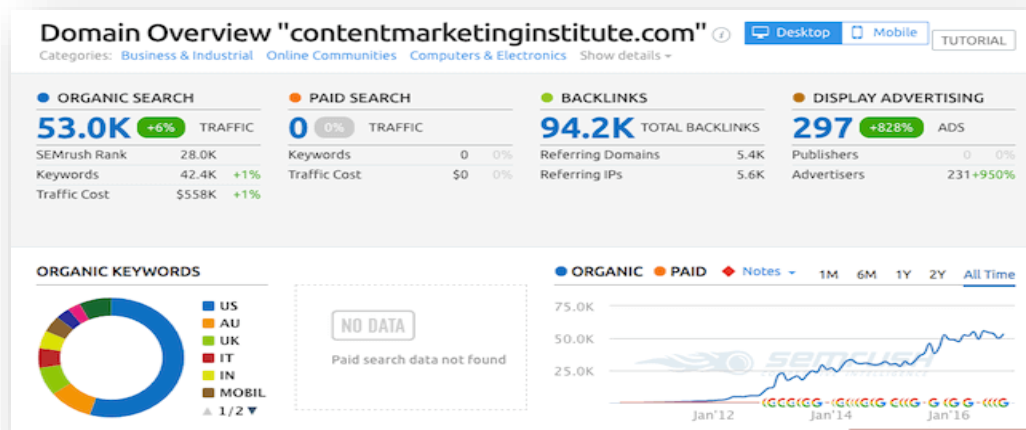 Domain Overview "contentmarketinginstitute.com" i Desktop Mobile TUTORIAL
Categories: Business & Industrial Online Communities Computers & Electronics Show details
ORGANIC SEARCH
53.0K +6% TRAFFIC
SEMrush Rank 28.0K
Keywords 42.4K +1%
Traffic Cost $558K +1%
PAID SEARCH
0 0% TRAFFIC
Keywords 0 0%
Traffic Cost $0 0%
BACKLINKS
94.2K TOTAL BACKLINKS
Referring Domains 5.4K
Referring IPs 5.6K
DISPLAY ADVERTISING
297 +828% ADS
Publishers 0 0%
Advertisers 231 +950%
ORGANIC KEYWORDS
US
AU
UK
IT
IN
MOBIL
1/2
NO DATA
Paid search data not found
ORGANIC PAID Notes 1M 6M 1Y 2Y All Time
75.0K
50.0K
25.0K
SEMRUSH
Jan'12 Jan'14 Jan'16